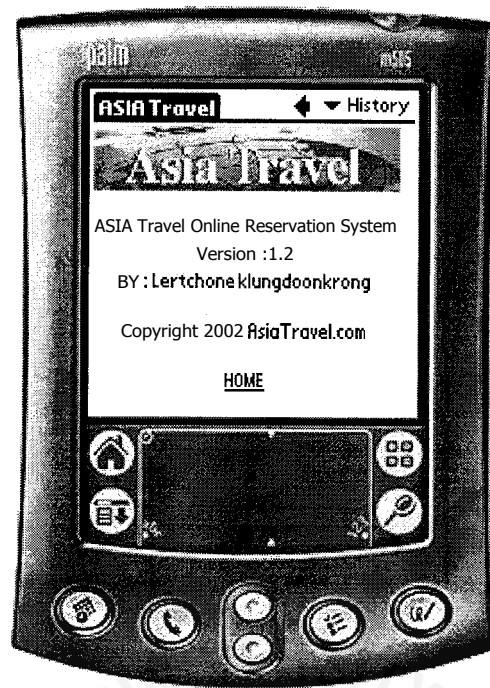 palm m515
ASIA Travel History
Asia Travel
ASIA Travel Online Reservation System
Version :1.2
BY : Lertchone klungdoonkrong
Copyright 2002 AsiaTravel.com
HOME